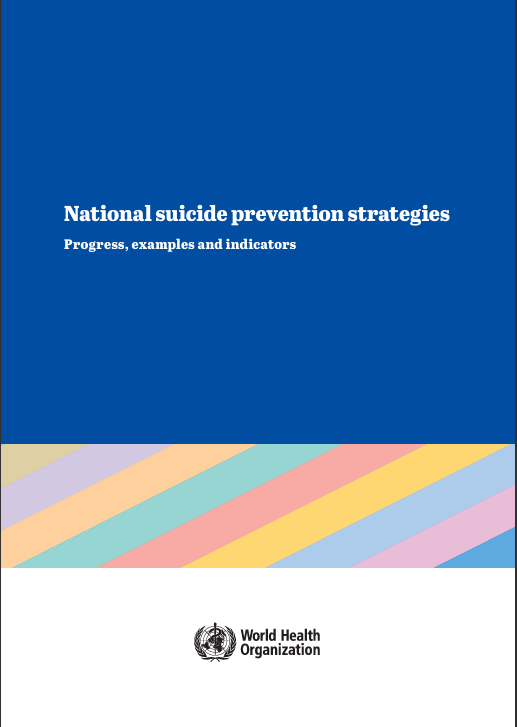 National suicide prevention strategies
Progress, examples and indicators
World Health
Organization